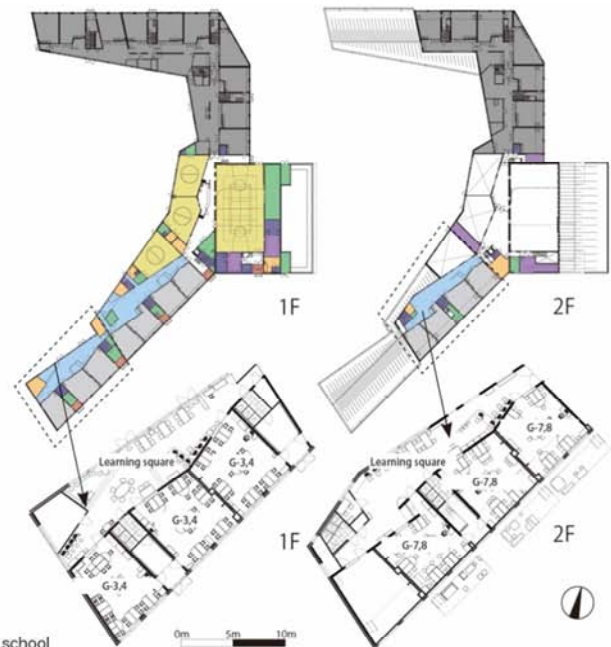 1F
2F
Learning square
G-3,4
G-3,4
G-3,4
1F
Learning square
G-7,8
G-7,8
G-7,8
2F
school
0m 5m 10m